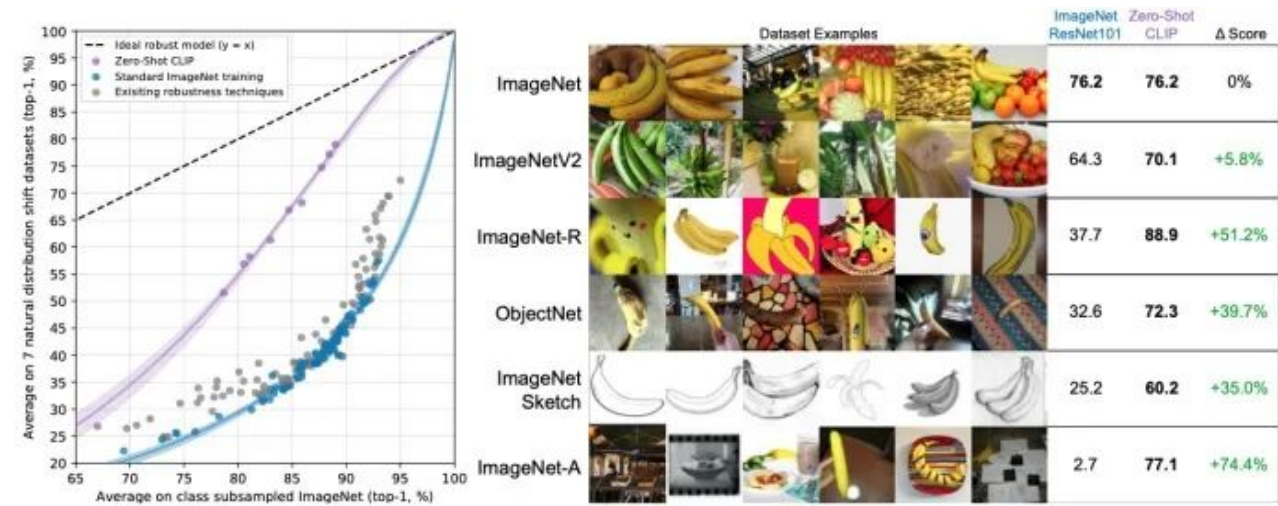 Average on 7 natural distribution shift datasets (top-1, %)
100
95
90
85
80
75
70
65
60
55
50
45
40
35
30
25
20
Ideal robust model (y = x)
Zero-Shot CLIP
Standard ImageNet training
Exisiting robustness techniques
65 70 75 80 85 90 95 100
Average on class subsampled ImageNet (top-1, %)
Dataset Examples
ImageNet
ResNet101
Zero-Shot
CLIP
Δ Score
ImageNet 76.2 76.2 0%
ImageNetV2 64.3 70.1 +5.8%
ImageNet-R 37.7 88.9 +51.2%
ObjectNet 32.6 72.3 +39.7%
ImageNet
Sketch 25.2 60.2 +35.0%
ImageNet-A 2.7 77.1 +74.4%